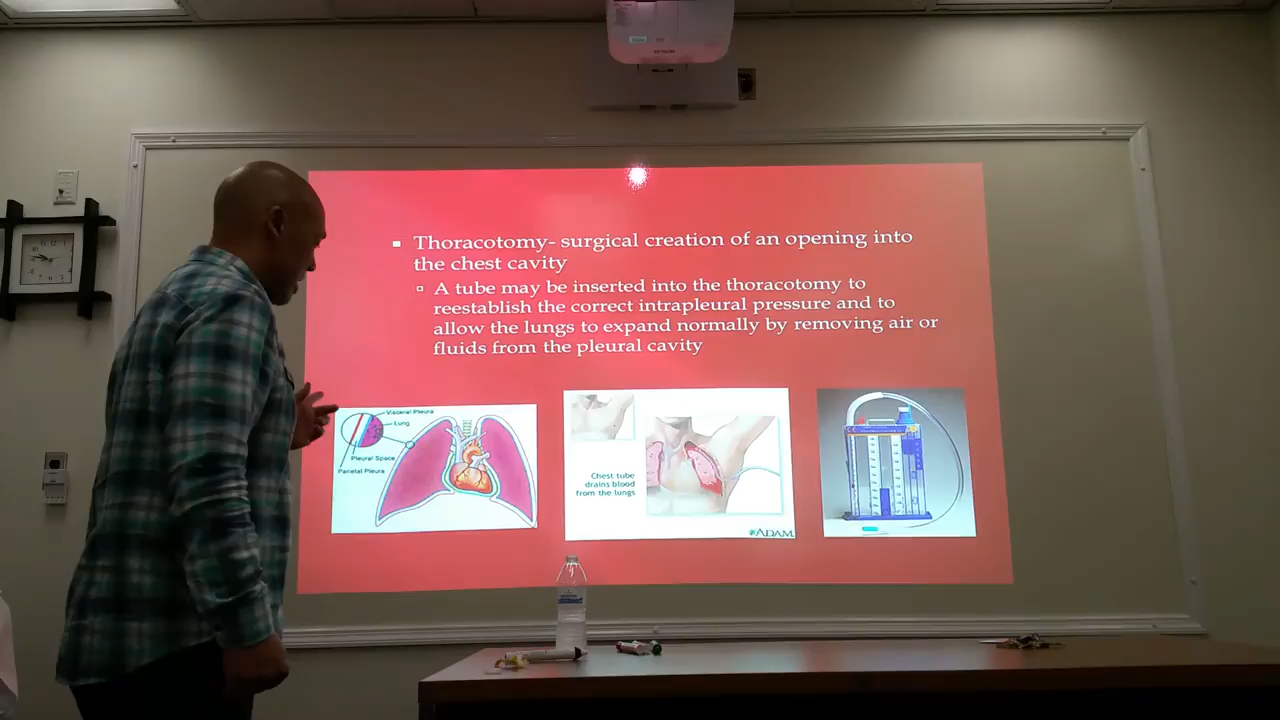 EPSON
Thoracotomy- surgical creation of an opening into
the chest cavity
A tube may be inserted into the thoracotomy to
reestablish the correct intrapleural pressure and to
allow the lungs to expand normally by removing air or
fluids from the pleural cavity
Visceral Pleura
Lung
Pleural Space
Parietal Pleura
Chest tube
drains blood
from the lungs
ADAM.